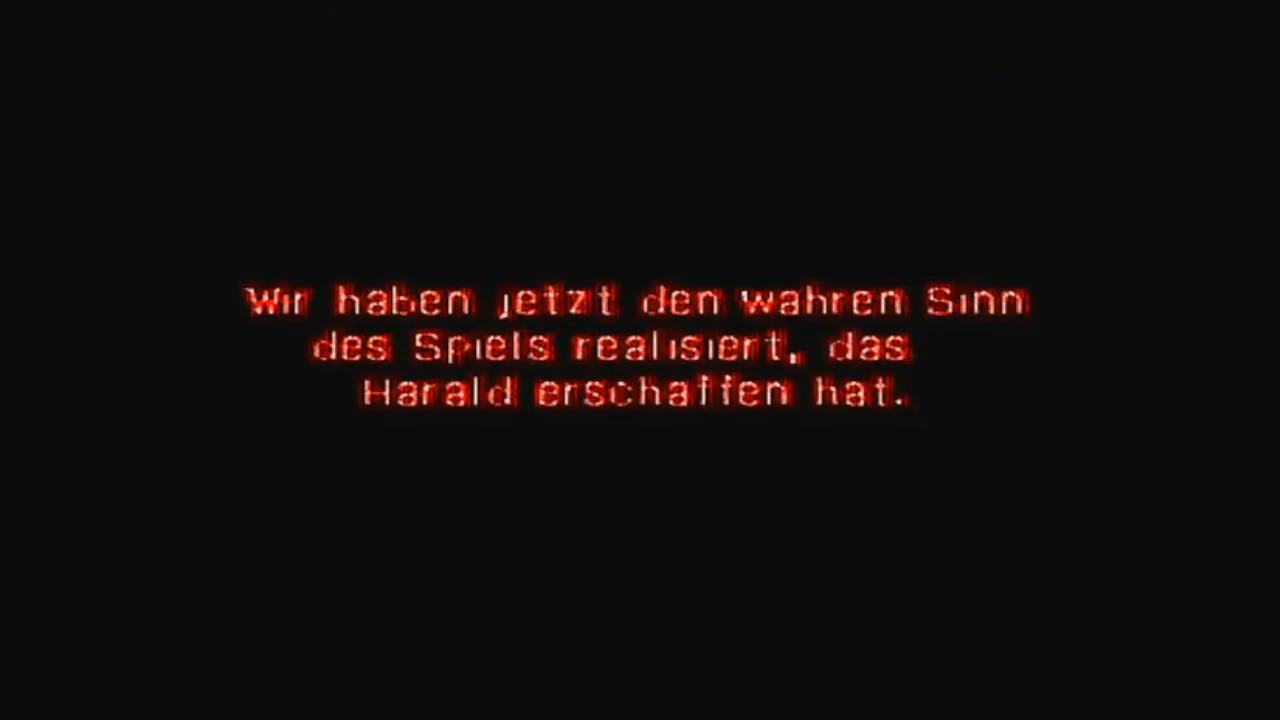 Wir haben jetzt den wahren Sinn
des Spiels realisiert, das
Harald erschaffen hat.